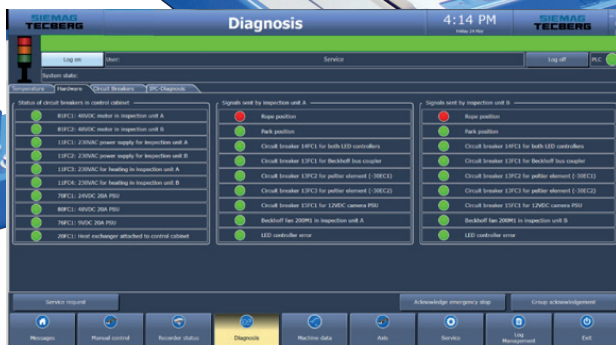 SIEMAG
TECBERG
Diagnosis
4:14 PM
SIEMAG
TECBERG
Log on
User:
Service
Log off
PLC
System state:
Temperature
Hardware
Circuit Breakers
IPC-Diagnosis
Status of circuit breakers in control cabinet
81FC1: 48VDC motor in inspection unit A
81FC2: 48VDC motor in inspection unit B
11FC1: 230VAC power supply for inspection unit A
11FC2: 230VAC power supply for inspection unit B
11FC3: 230VAC for heating in inspection unit A
11FC4: 230VAC for heating in inspection unit B
70FC1: 24VDC 20A PSU
80FC1: 48VDC 20A PSU
76FC1: 9VDC 20A PSU
20FC1: Heat exchanger attached to control cabinet
Signals sent by inspection unit A
Rope position
Park position
Circuit breaker 14FC1 for both LED controllers
Circuit breaker 13FC1 for Beckhoff bus coupler
Circuit breaker 13FC2 for peltier element (-30EC1)
Circuit breaker 13FC3 for peltier element (-30EC2)
Circuit breaker 15FC1 for 12VDC camera PSU
Beckhoff fan 200M1 in inspection unit A
LED controller error
Signals sent by inspection unit B
Rope position
Park position
Circuit breaker 14FC1 for both LED controllers
Circuit breaker 13FC1 for Beckhoff bus coupler
Circuit breaker 13FC2 for peltier element (-30EC1)
Circuit breaker 13FC3 for peltier element (-30EC2)
Circuit breaker 15FC1 for 12VDC camera PSU
Beckhoff fan 200M1 in inspection unit B
LED controller error
Service request
Acknowledge emergency stop
Group acknowledgement
Messages
Manual control
Recorder status
Diagnosis
Machine data
Axis
Service
Log
Management
Exit